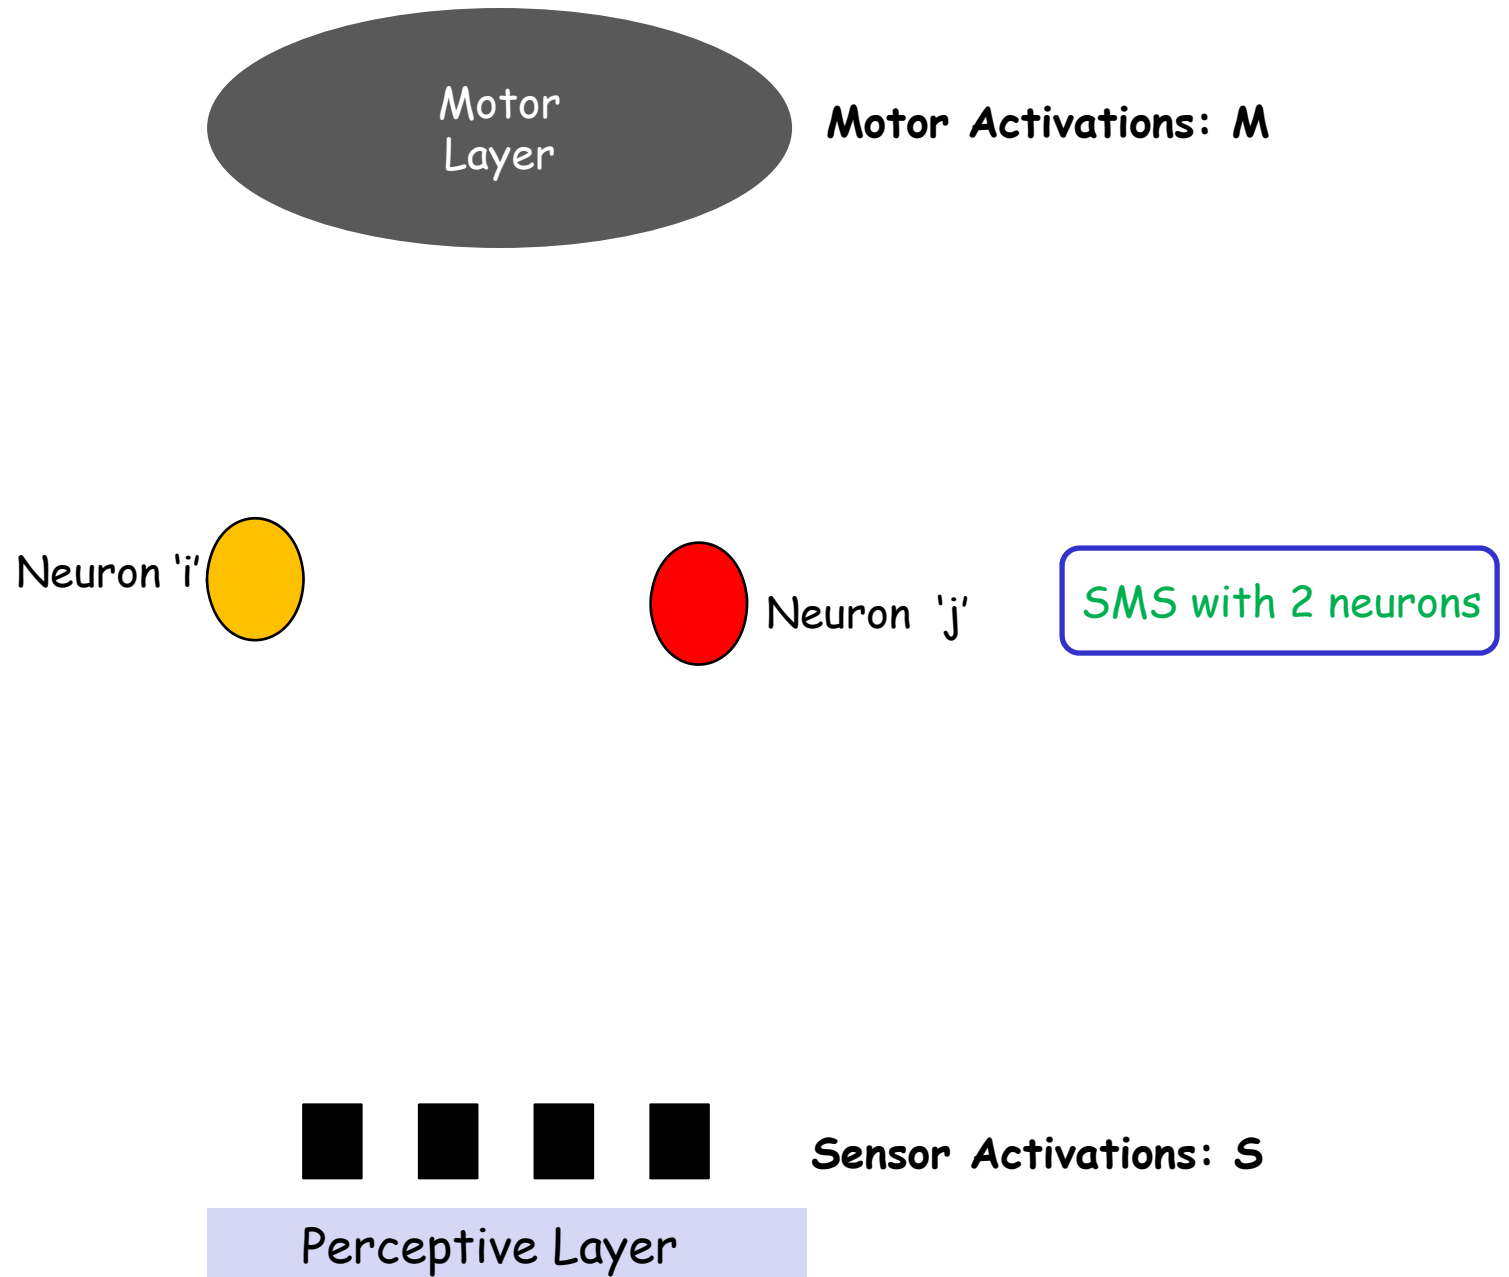 Motor
Layer
Motor Activations: M
Neuron ‘i’
Neuron ‘j’
SMS with 2 neurons
Sensor Activations: S
Perceptive Layer